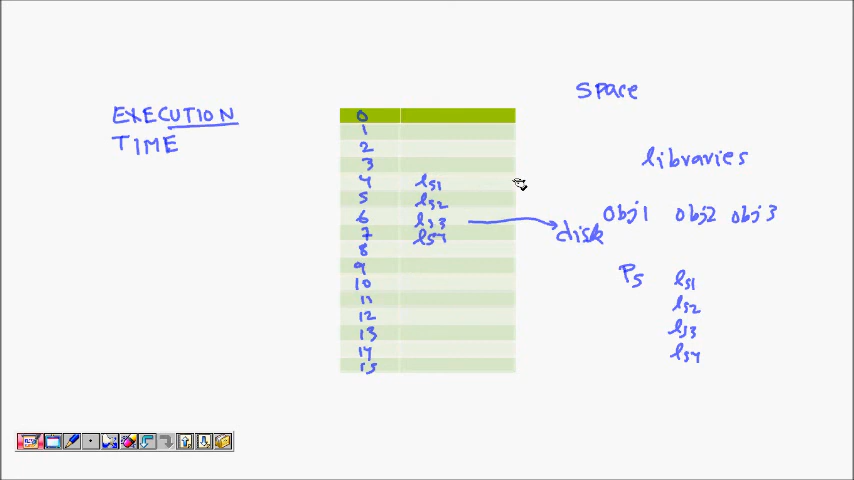 space
EXECUTION
TIME
0
1
2
3
libraries
4 ls1
5 ls2
6 ls3
obj1 obj2 obj3
7 ls4
disk
8
9
10
11
12
13
14
15
P5 ls1
ls2
ls3
ls4